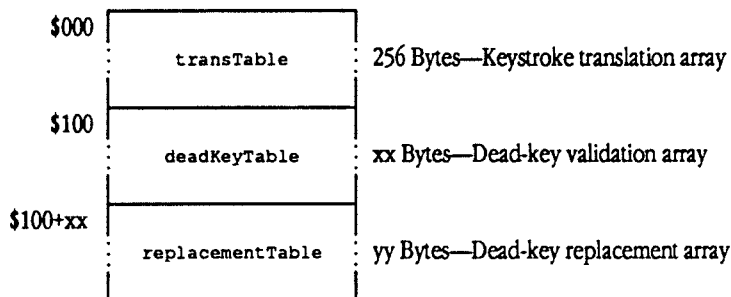 $000
transTable 256 Bytes—Keystroke translation array
$100
deadKeyTable xx Bytes—Dead-key validation array
$100+xx
replacementTable yy Bytes—Dead-key replacement array